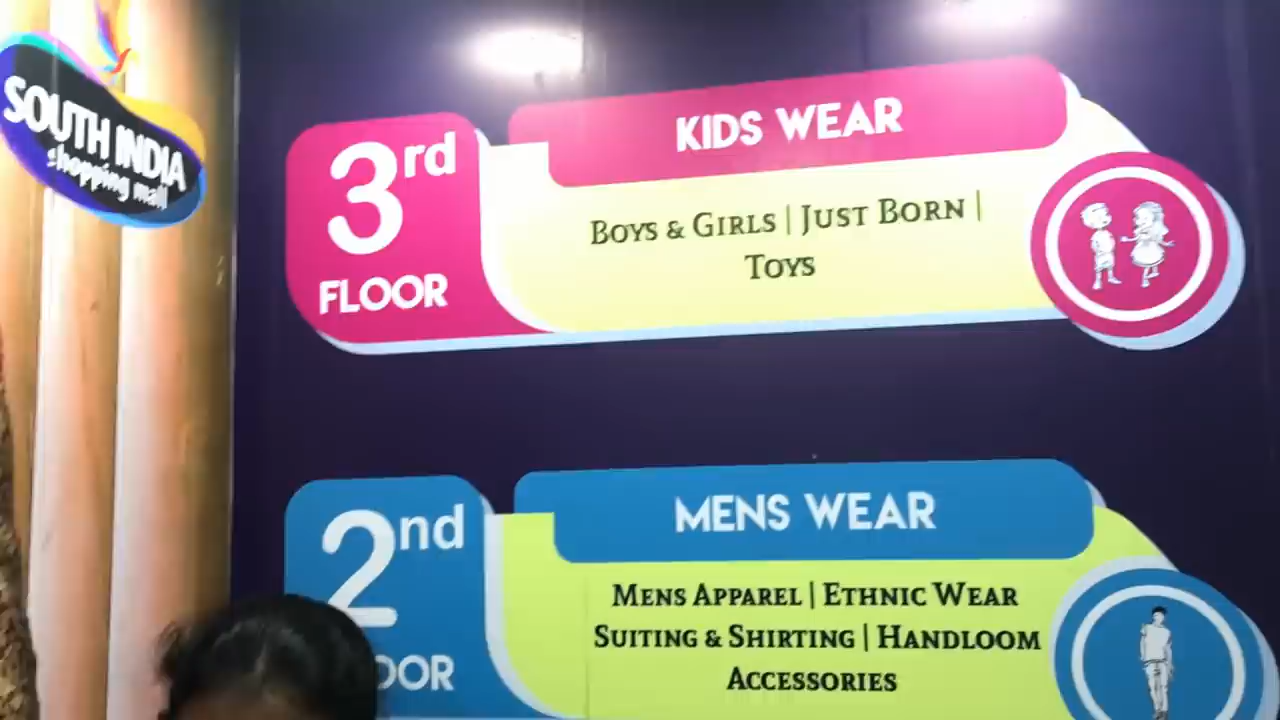 SOUTH INDIA
shopping mall
3rd
FLOOR
KIDS WEAR
BOYS & GIRLS | JUST BORN |
TOYS
2nd
MENS WEAR
MENS APPAREL | ETHNIC WEAR
SUITING & SHIRTING | HANDLOOM
ACCESSORIES